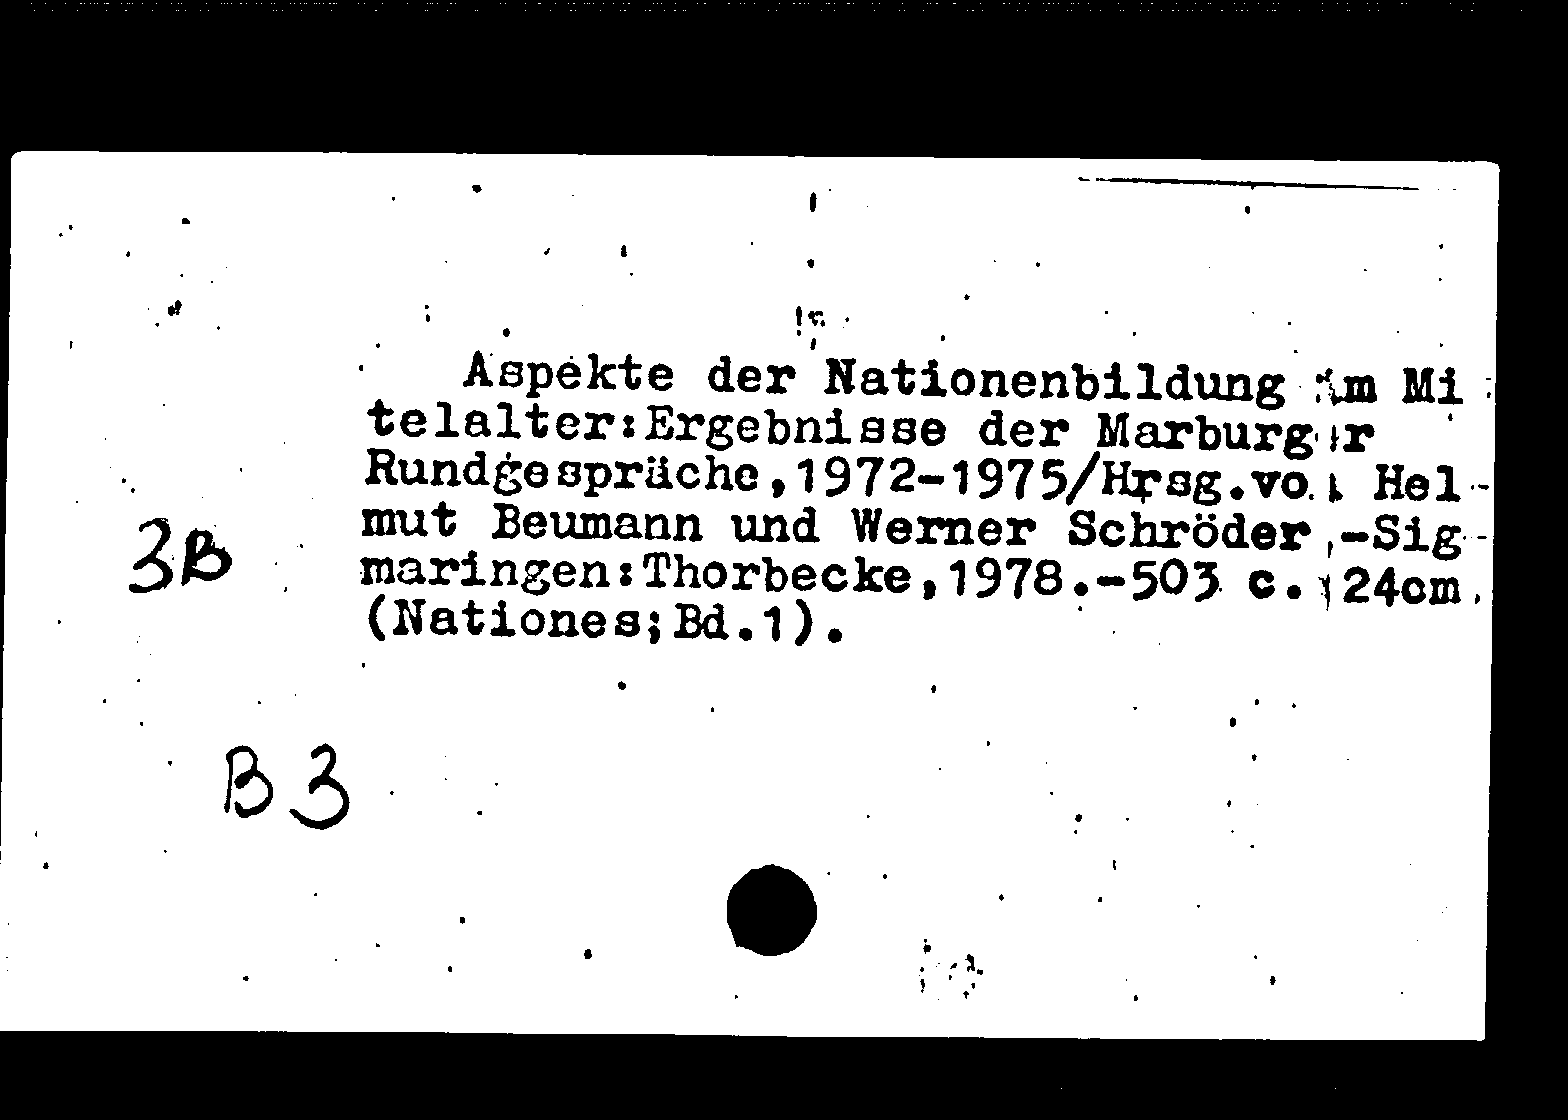 Aspekte der Nationenbildung im Mi
telalter:Ergebnisse der Marburger
Rundgespräche,1972-1975/Hrsg.von Hel-
mut Beumann und Werner Schröder.-Sig-
maringen:Thorbecke,1978.-503 c. 24cm.
(Nationes;Bd.1).
3B
B 3